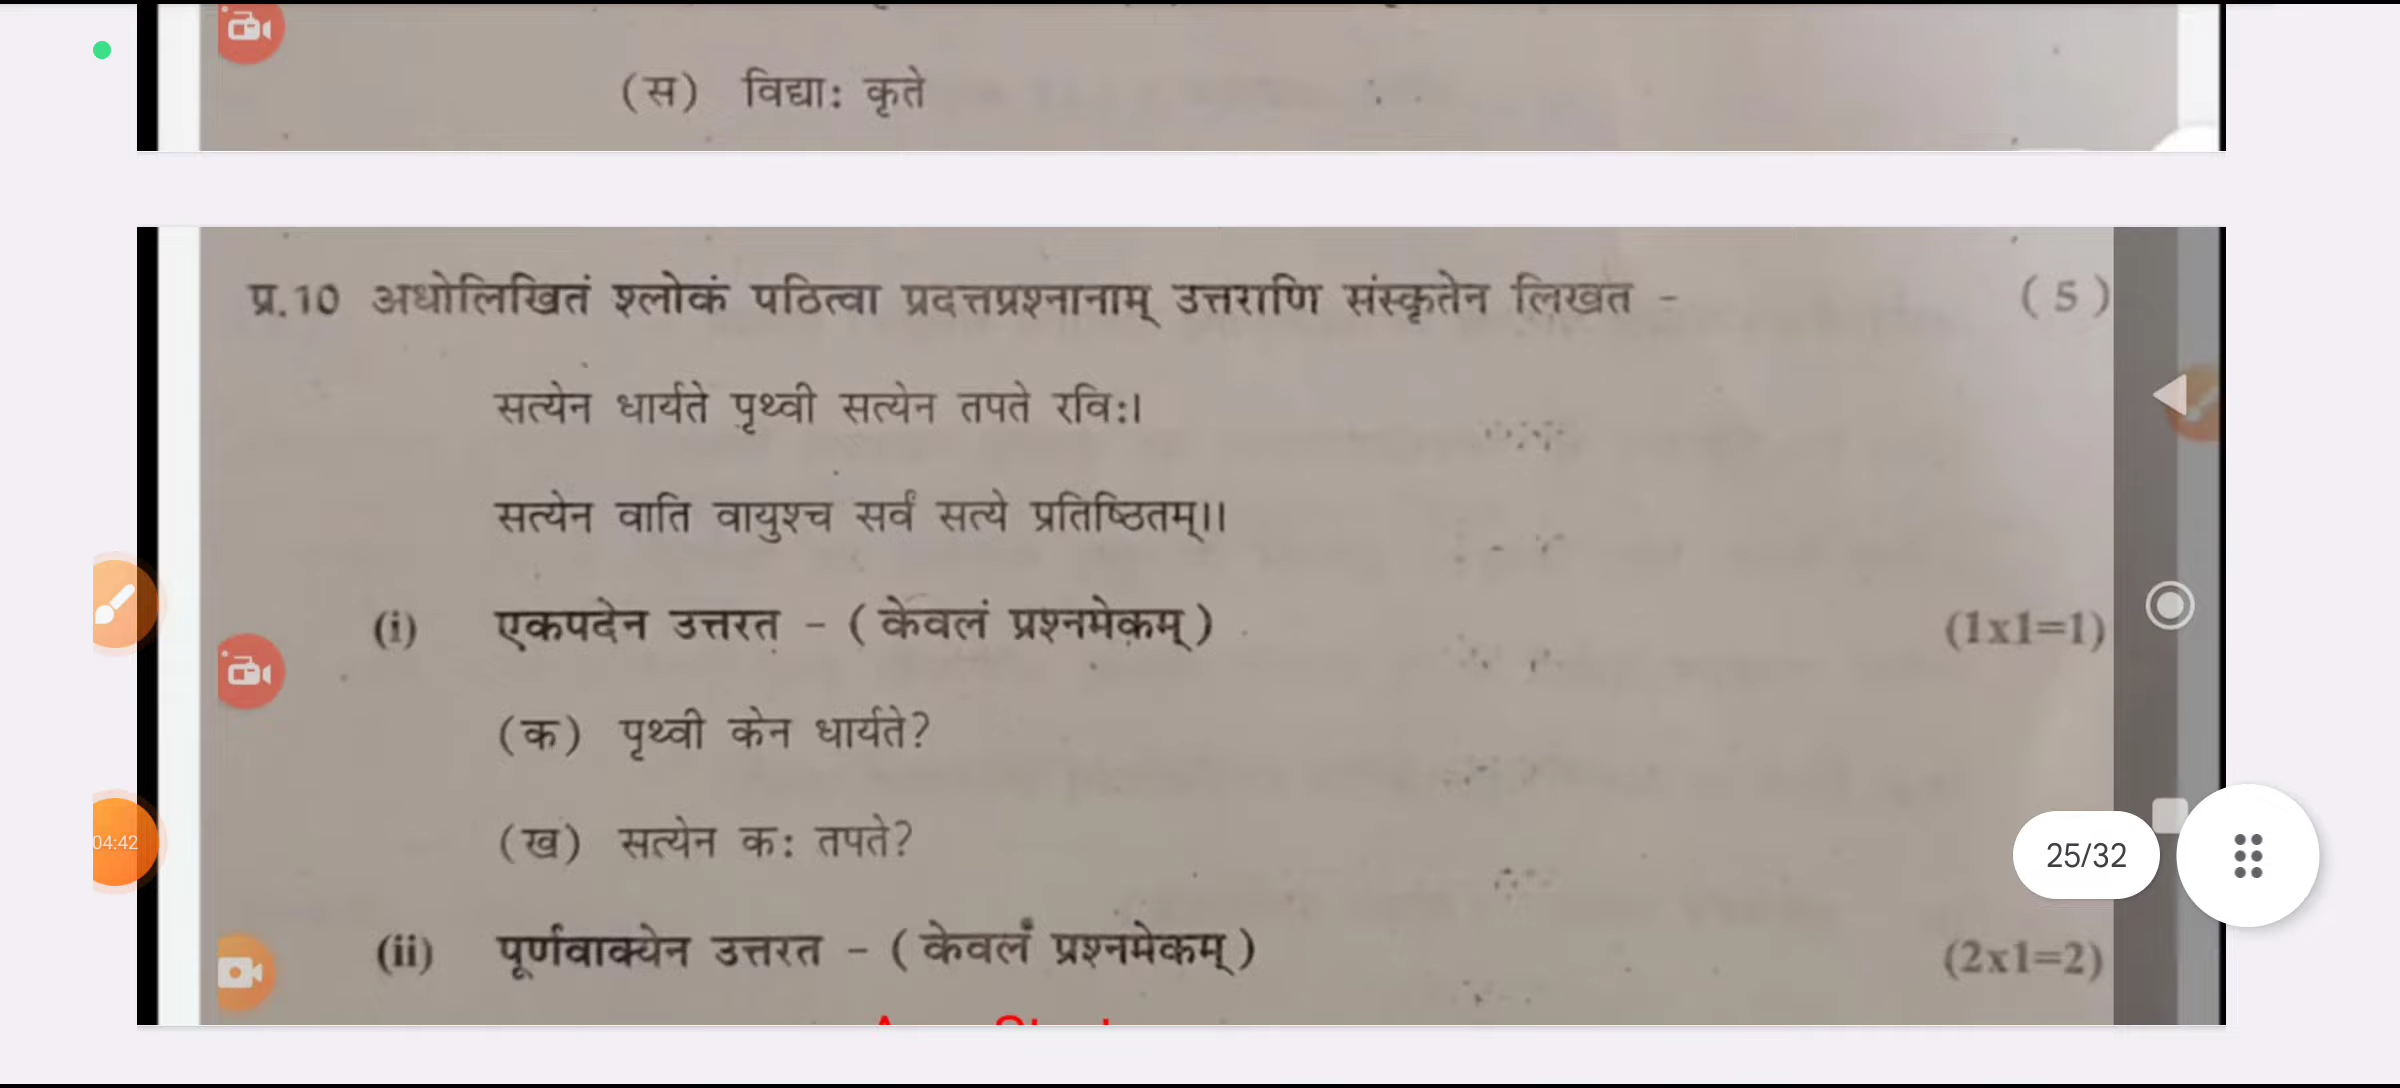 (स) विद्याः कृते
प्र.10 अधोलिखितं श्लोकं पठित्वा प्रदत्तप्रश्नानाम् उत्तराणि संस्कृतेन लिखत - (5)
सत्येन धार्यते पृथ्वी सत्येन तपते रविः।
सत्येन वाति वायुश्च सर्वं सत्ये प्रतिष्ठितम्।।
(i) एकपदेन उत्तरत - (केवलं प्रश्नमेकम्) (1x1=1)
(क) पृथ्वी केन धार्यते?
(ख) सत्येन कः तपते?
04:42
25/32
(ii) पूर्णवाक्येन उत्तरत - (केवलं प्रश्नमेकम्) (2x1=2)